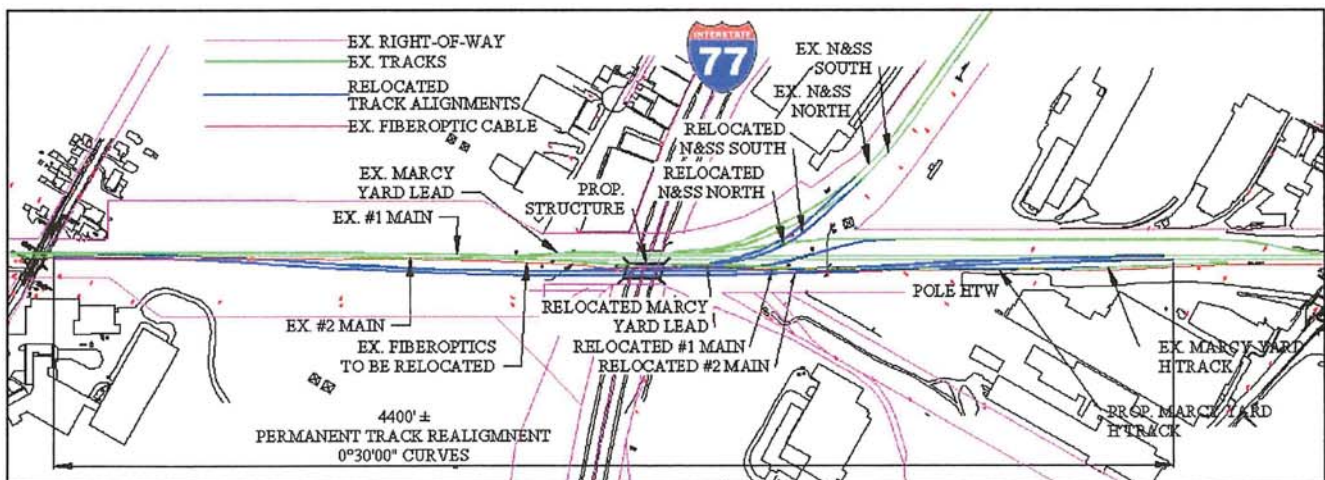 EX. RIGHT-OF-WAY
EX. TRACKS
RELOCATED
TRACK ALIGNMENTS
EX. FIBEROPTIC CABLE
INTERSTATE
77
EX. N&SS
SOUTH
EX. N&SS
NORTH
RELOCATED
N&SS SOUTH
RELOCATED
N&SS NORTH
EX. MARCY
YARD LEAD
PROP.
STRUCTURE
EX. #1 MAIN
EX. #2 MAIN
EX. FIBEROPTICS
TO BE RELOCATED
RELOCATED MARCY
YARD LEAD
RELOCATED #1 MAIN
RELOCATED #2 MAIN
POLE HTW
EX. MARCY YARD
H TRACK
PROP. MARCY YARD
H TRACK
4400' ±
PERMANENT TRACK REALIGNMENT
0°30'00" CURVES